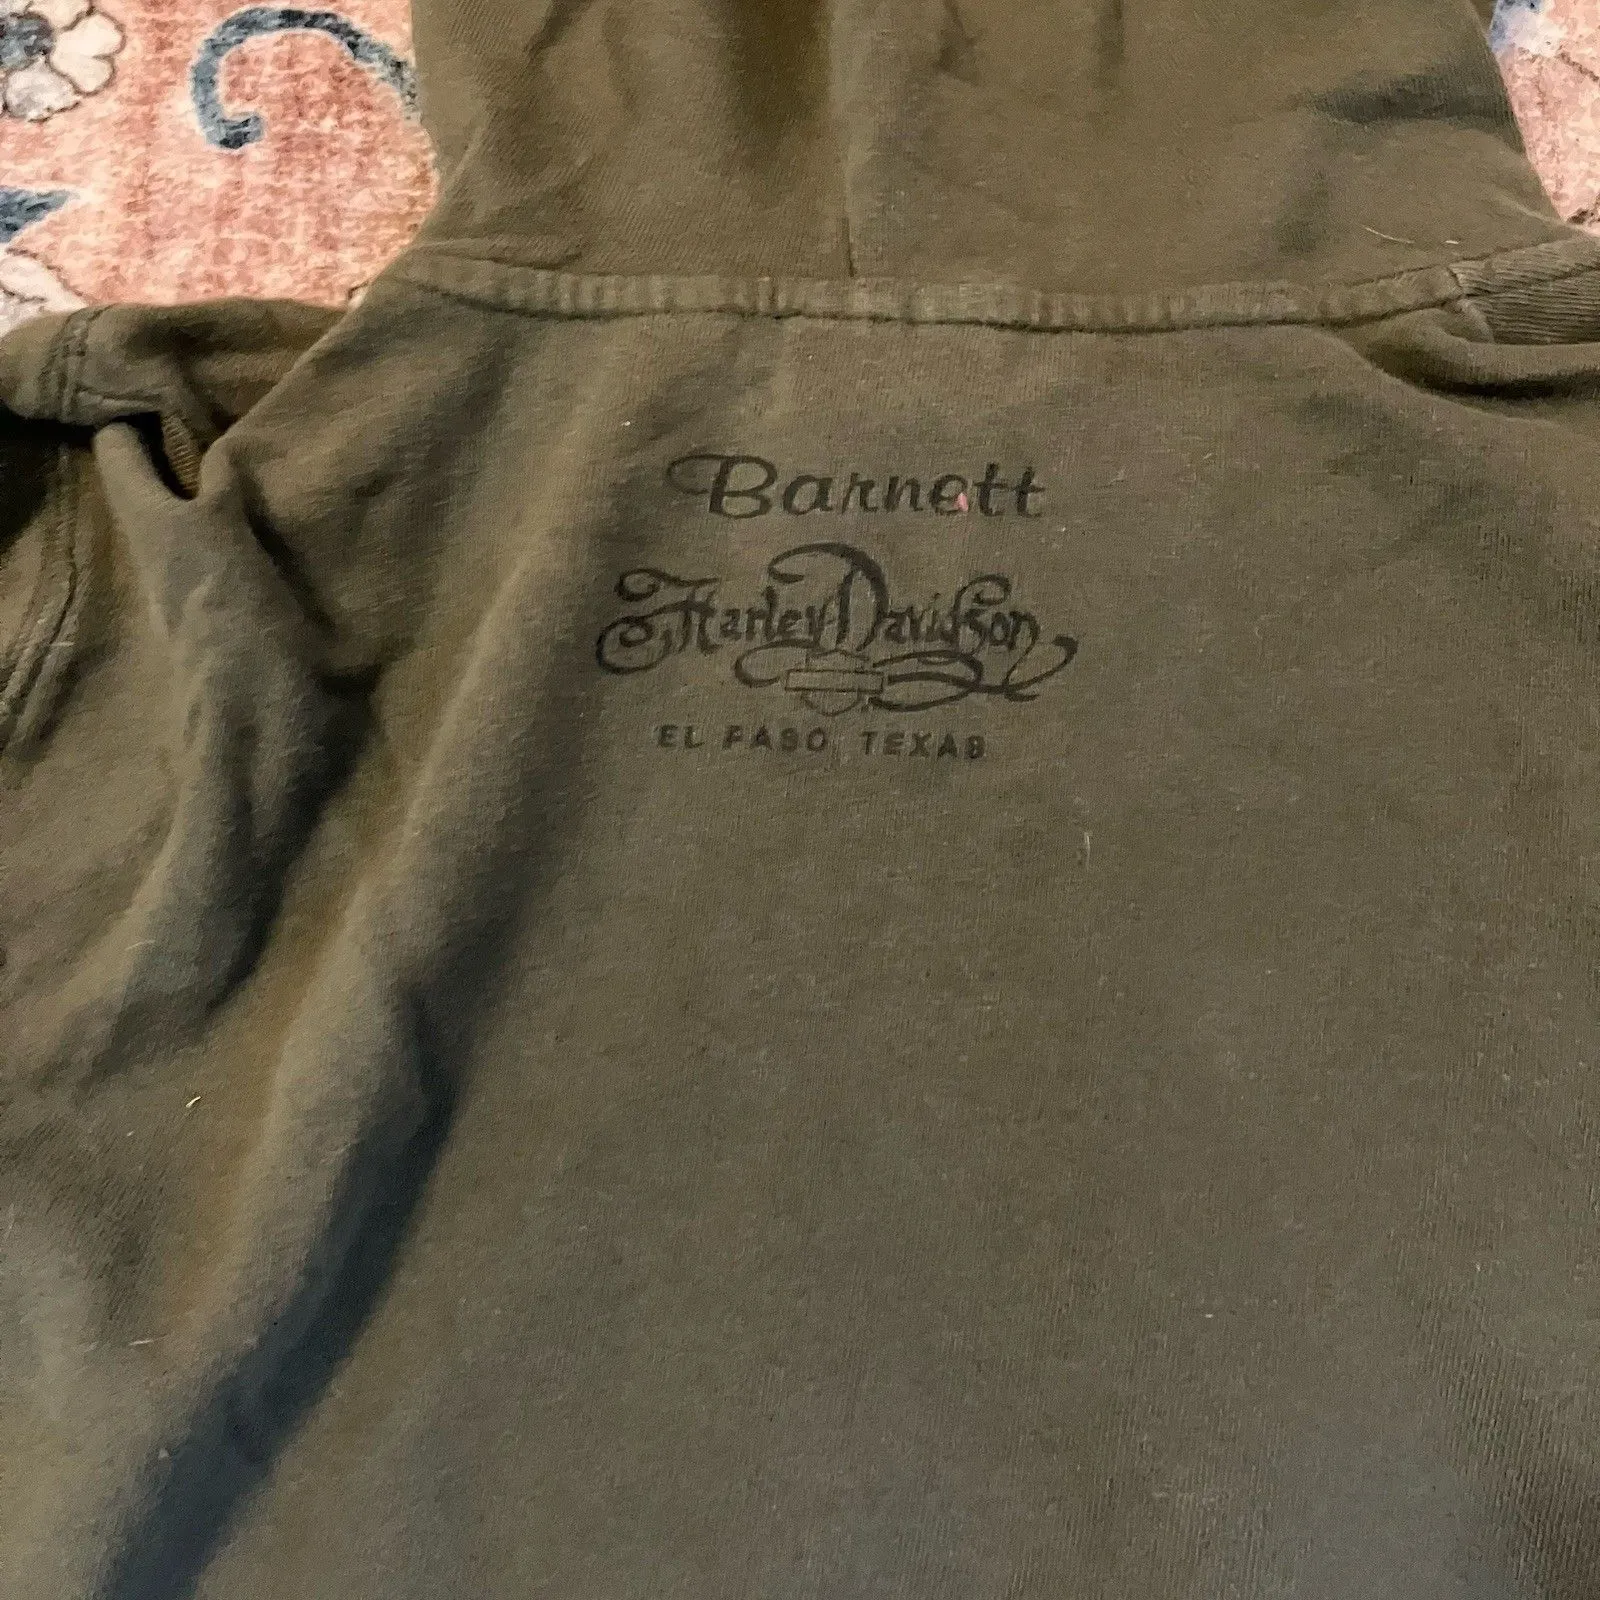 Barnett
Harley-Davidson
EL PASO, TEXAS